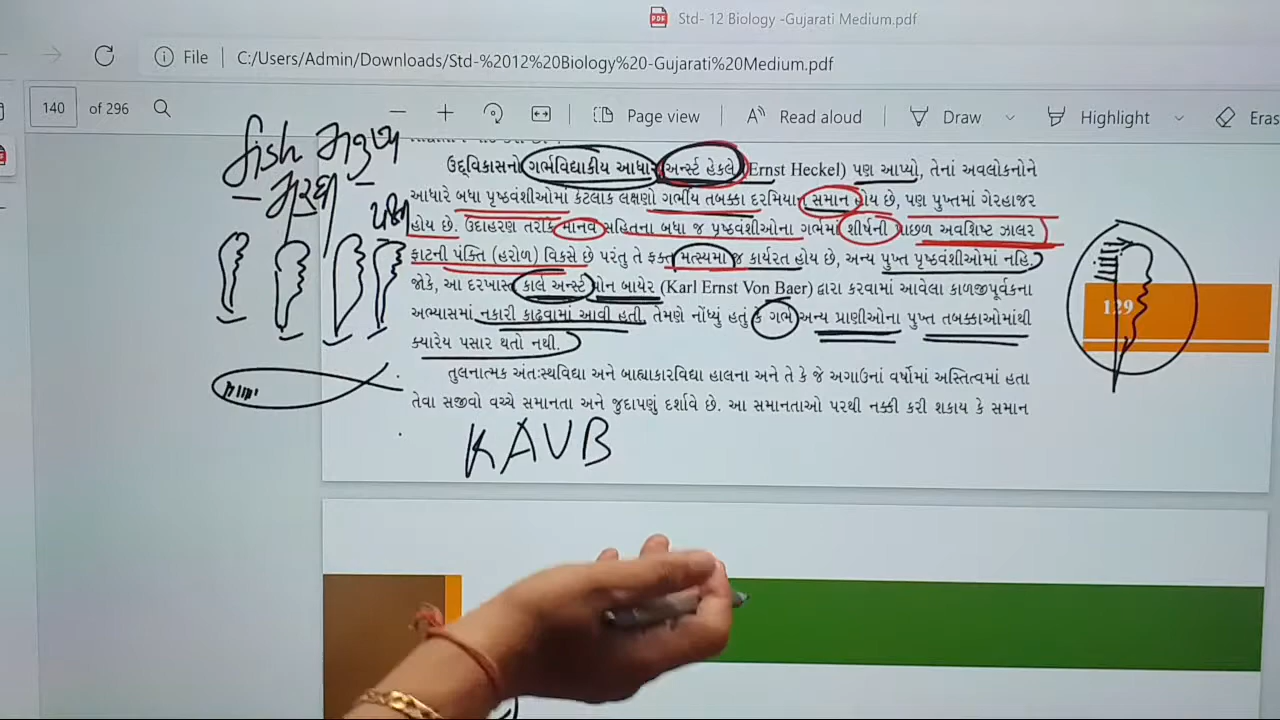 Std- 12 Biology -Gujarati Medium.pdf
File C:/Users/Admin/Downloads/Std-%2012%20Biology%20-Gujarati%20Medium.pdf
140 of 296 Page view Read aloud Draw Highlight Eras
fish મનુષ્ય
મરઘી
પક્ષી
ઉદ્દવિકાસનો ગર્ભવિદ્યાકીય આધાર અર્ન્સ્ટ હેકલે (Ernst Heckel) પણ આપ્યો, તેનાં અવલોકનોને
આધારે બધા પૃષ્ઠવંશીઓમાં કેટલાક લક્ષણો ગર્ભીય તબક્કા દરમિયાન સમાન હોય છે, પણ પુખ્તમાં ગેરહાજર
હોય છે. ઉદાહરણ તરીકે માનવ સહિતના બધા જ પૃષ્ઠવંશીઓના ગર્ભમાં શીર્ષની પાછળ અવશિષ્ટ ઝાલર
ફાટની પંક્તિ (હરોળ) વિકસે છે પરંતુ તે ફક્ત મત્સ્યમાં જ કાર્યરત હોય છે, અન્ય પુખ્ત પૃષ્ઠવંશીઓમાં નહિ.
જોકે, આ દરખાસ્ત કાર્લ અર્ન્સ્ટ વોન બાયેર (Karl Ernst Von Baer) દ્વારા કરવામાં આવેલા કાળજીપૂર્વકના
અભ્યાસમાં નકારી કાઢવામાં આવી હતી. તેમણે નોંધ્યું હતું કે ગર્ભ અન્ય પ્રાણીઓના પુખ્ત તબક્કાઓમાંથી
ક્યારેય પસાર થતો નથી.
129
તુલનાત્મક અંતઃસ્થવિદ્યા અને બાહ્યાકારવિદ્યા હાલના અને તે કે જે અગાઉનાં વર્ષોમાં અસ્તિત્વમાં હતા
તેવા સજીવો વચ્ચે સમાનતા અને જુદાપણું દર્શાવે છે. આ સમાનતાઓ પરથી નક્કી કરી શકાય કે સમાન
KAVB